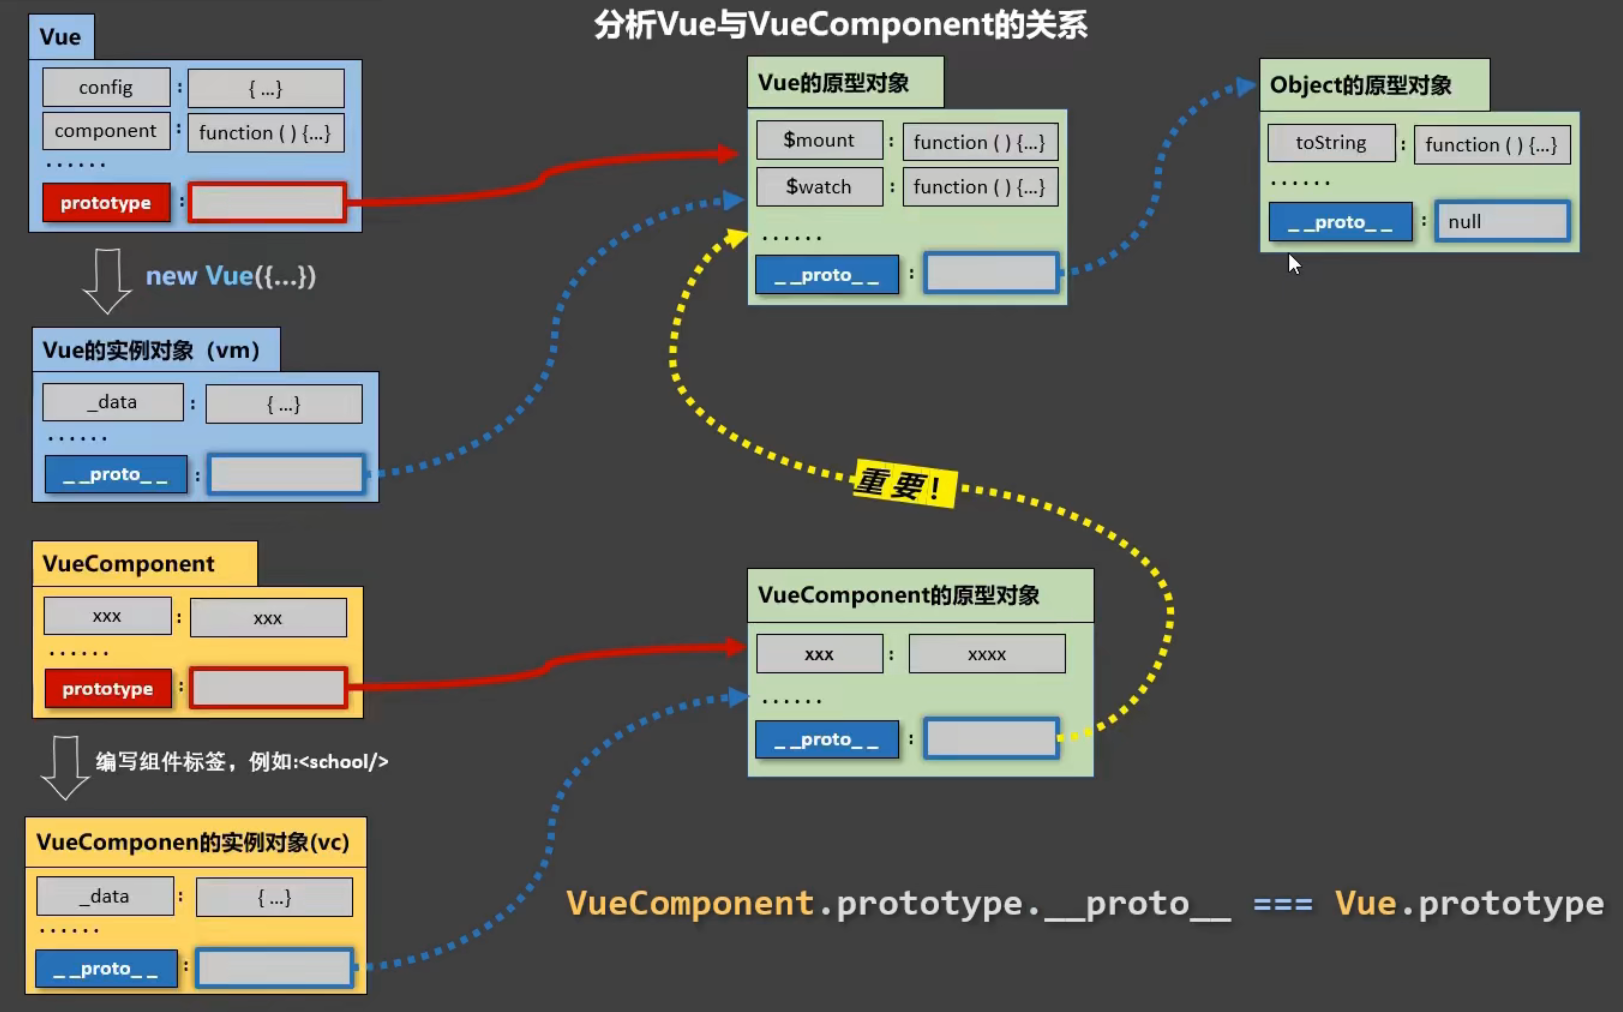 分析Vue与VueComponent的关系
Vue
config : { ...}
component : function ( ) {...}
......
prototype :
new Vue({...})
Vue的实例对象（vm）
_data : { ...}
......
_ _proto_ _ :
VueComponent
xxx : xxx
......
prototype :
编写组件标签，例如:<school/>
VueComponen的实例对象(vc)
_data : { ...}
......
_ _proto_ _ :
Vue的原型对象
$mount : function ( ) {...}
$watch : function ( ) {...}
......
_ _proto_ _ :
Object的原型对象
toString : function ( ) {...}
......
_ _proto_ _ : null
重要！
VueComponent的原型对象
xxx : xxxx
......
_ _proto_ _ :
VueComponent.prototype.__proto__ === Vue.prototype